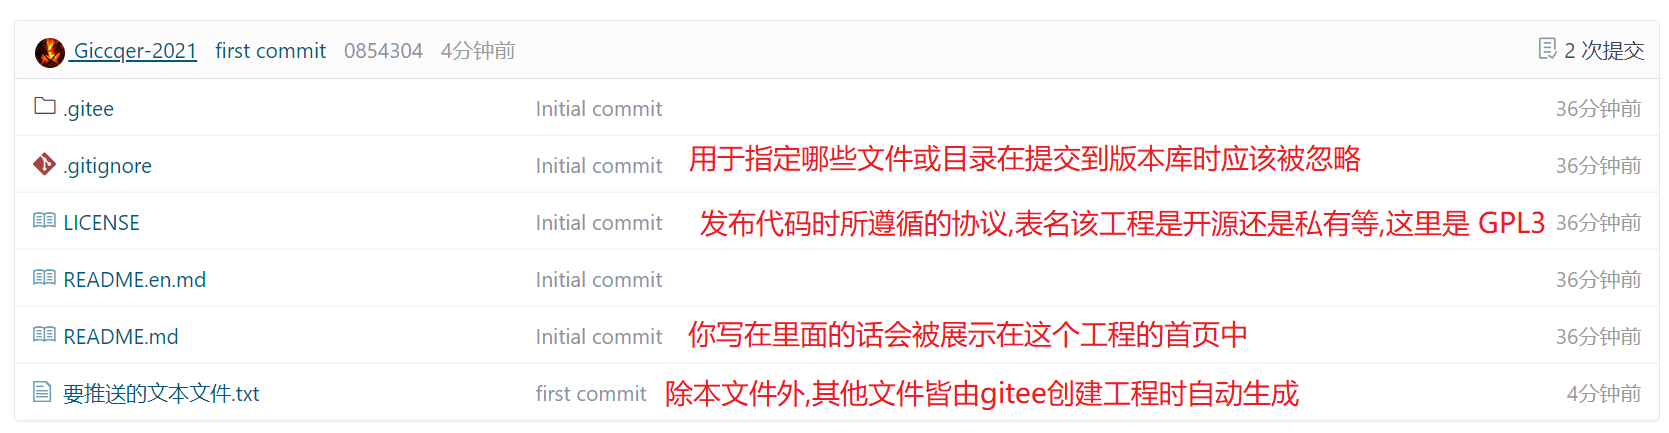 Giccqer-2021 first commit 0854304 4分钟前 2 次提交
.gitee Initial commit 36分钟前
.gitignore Initial commit 用于指定哪些文件或目录在提交到版本库时应该被忽略 36分钟前
LICENSE Initial commit 发布代码时所遵循的协议,表名该工程是开源还是私有等,这里是 GPL3 36分钟前
README.en.md Initial commit 36分钟前
README.md Initial commit 你写在里面的话会被展示在这个工程的首页中 36分钟前
要推送的文本文件.txt first commit 除本文件外,其他文件皆由gitee创建工程时自动生成 4分钟前